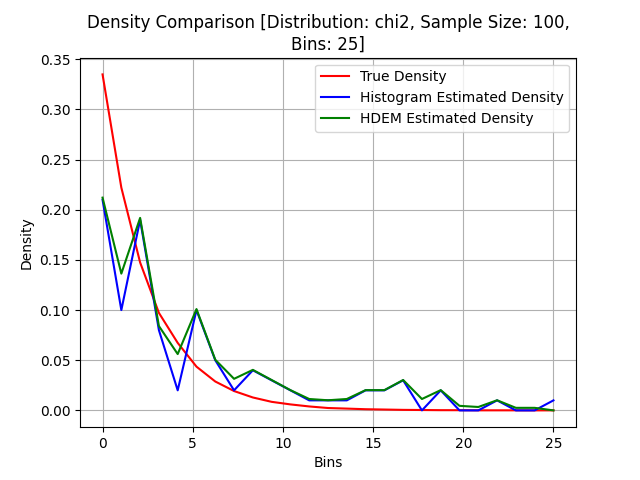 Density Comparison [Distribution: chi2, Sample Size: 100,
Bins: 25]
True Density
Histogram Estimated Density
HDEM Estimated Density
Density
0.35
0.30
0.25
0.20
0.15
0.10
0.05
0.00
0 5 10 15 20 25
Bins